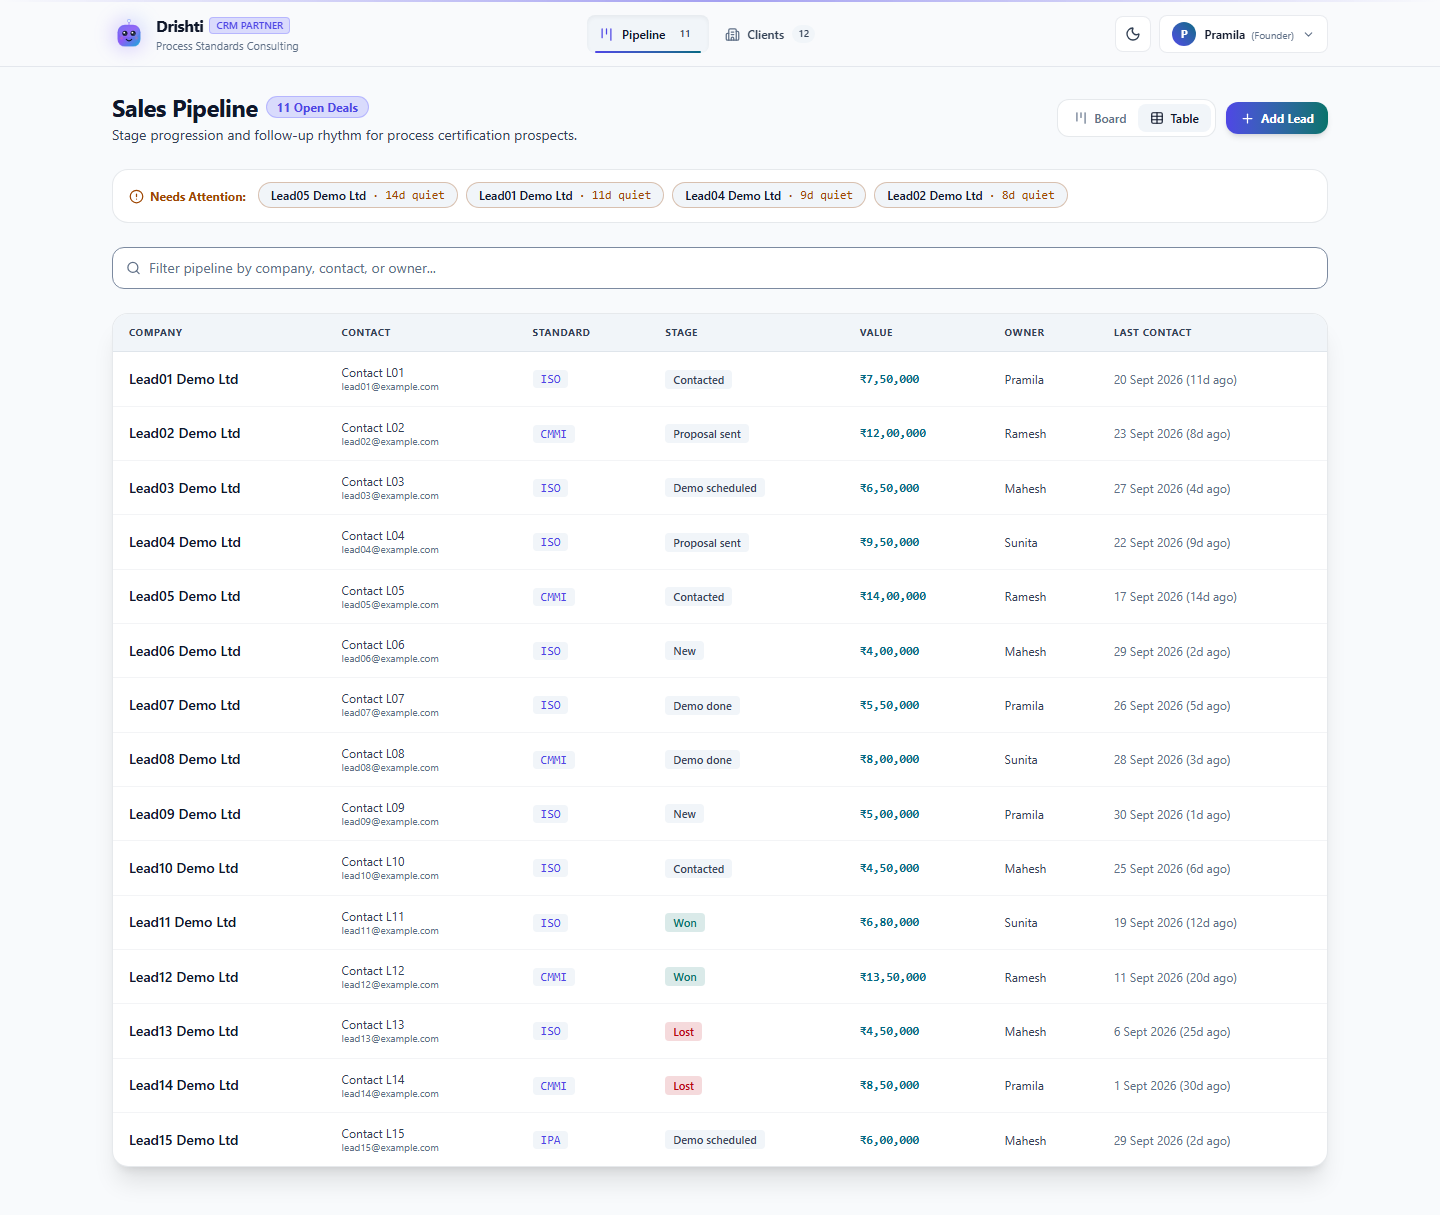 Drishti CRM PARTNER
Process Standards Consulting
Pipeline 11
Clients 12
P Pramila (Founder)
Sales Pipeline 11 Open Deals
Stage progression and follow-up rhythm for process certification prospects.
Board Table
+ Add Lead
Needs Attention: Lead05 Demo Ltd · 14d quiet Lead01 Demo Ltd · 11d quiet Lead04 Demo Ltd · 9d quiet Lead02 Demo Ltd · 8d quiet
Filter pipeline by company, contact, or owner...
COMPANY CONTACT STANDARD STAGE VALUE OWNER LAST CONTACT
Lead01 Demo Ltd Contact L01 ISO Contacted ₹7,50,000 Pramila 20 Sept 2026 (11d ago)
lead01@example.com
Lead02 Demo Ltd Contact L02 CMMI Proposal sent ₹12,00,000 Ramesh 23 Sept 2026 (8d ago)
lead02@example.com
Lead03 Demo Ltd Contact L03 ISO Demo scheduled ₹6,50,000 Mahesh 27 Sept 2026 (4d ago)
lead03@example.com
Lead04 Demo Ltd Contact L04 ISO Proposal sent ₹9,50,000 Sunita 22 Sept 2026 (9d ago)
lead04@example.com
Lead05 Demo Ltd Contact L05 CMMI Contacted ₹14,00,000 Ramesh 17 Sept 2026 (14d ago)
lead05@example.com
Lead06 Demo Ltd Contact L06 ISO New ₹4,00,000 Mahesh 29 Sept 2026 (2d ago)
lead06@example.com
Lead07 Demo Ltd Contact L07 ISO Demo done ₹5,50,000 Pramila 26 Sept 2026 (5d ago)
lead07@example.com
Lead08 Demo Ltd Contact L08 CMMI Demo done ₹8,00,000 Sunita 28 Sept 2026 (3d ago)
lead08@example.com
Lead09 Demo Ltd Contact L09 ISO New ₹5,00,000 Pramila 30 Sept 2026 (1d ago)
lead09@example.com
Lead10 Demo Ltd Contact L10 ISO Contacted ₹4,50,000 Mahesh 25 Sept 2026 (6d ago)
lead10@example.com
Lead11 Demo Ltd Contact L11 ISO Won ₹6,80,000 Sunita 19 Sept 2026 (12d ago)
lead11@example.com
Lead12 Demo Ltd Contact L12 CMMI Won ₹13,50,000 Ramesh 11 Sept 2026 (20d ago)
lead12@example.com
Lead13 Demo Ltd Contact L13 ISO Lost ₹4,50,000 Mahesh 6 Sept 2026 (25d ago)
lead13@example.com
Lead14 Demo Ltd Contact L14 CMMI Lost ₹8,50,000 Pramila 1 Sept 2026 (30d ago)
lead14@example.com
Lead15 Demo Ltd Contact L15 IPA Demo scheduled ₹6,00,000 Mahesh 29 Sept 2026 (2d ago)
lead15@example.com